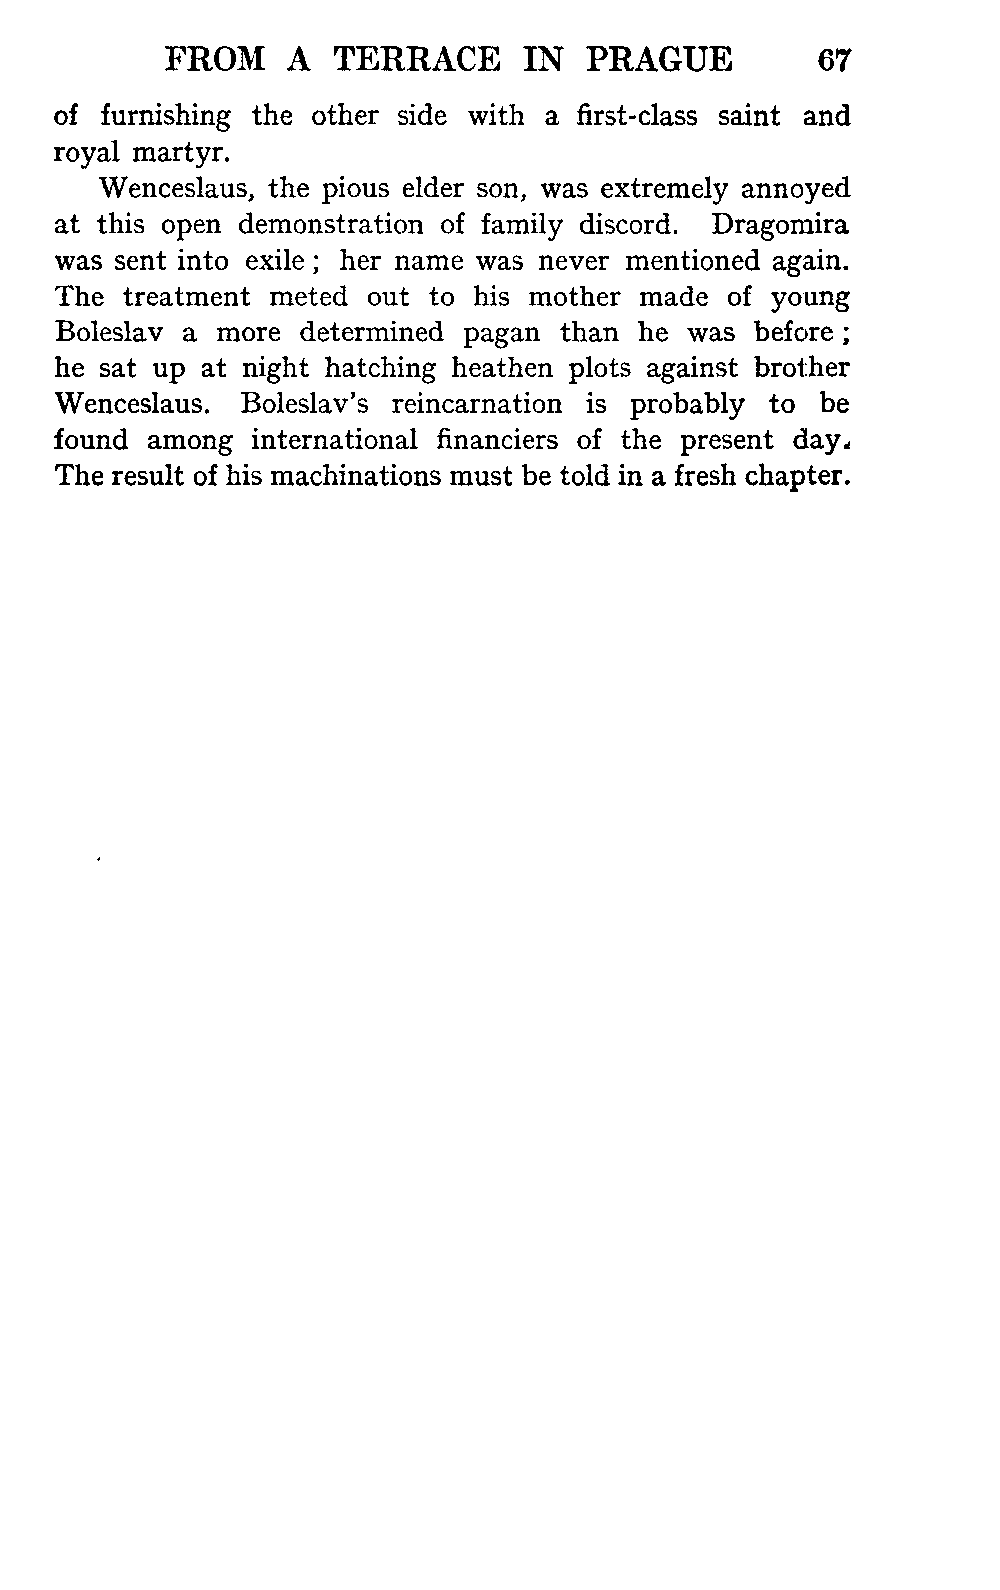 FROM A TERRACE IN PRAGUE 67
of furnishing the other side with a first-class saint and
royal martyr.
Wenceslaus, the pious elder son, was extremely annoyed
at this open demonstration of family discord. Dragomira
was sent into exile ; her name was never mentioned again.
The treatment meted out to his mother made of young
Boleslav a more determined pagan than he was before ;
he sat up at night hatching heathen plots against brother
Wenceslaus. Boleslav's reincarnation is probably to be
found among international financiers of the present day.
The result of his machinations must be told in a fresh chapter.